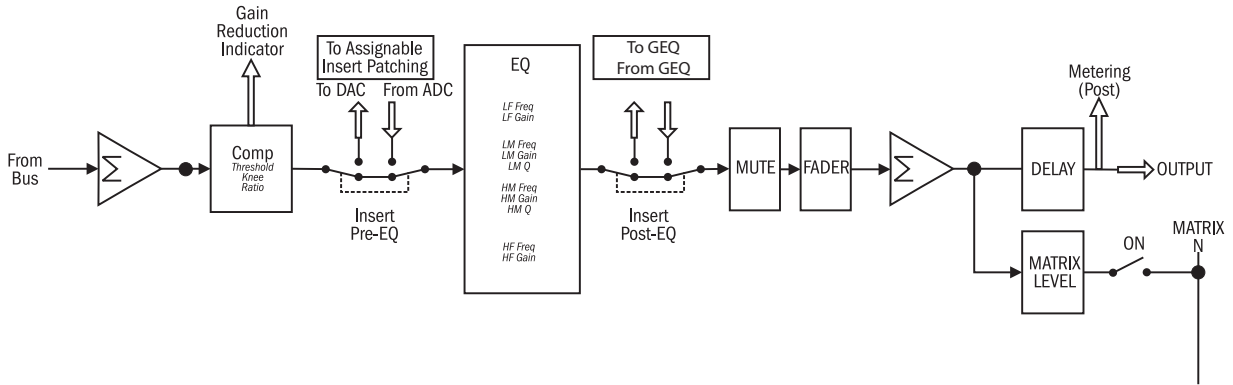 Gain
Reduction
Indicator
To Assignable
Insert Patching
To DAC
From ADC
EQ
LF Freq
LF Gain
LM Freq
LM Gain
LM Q
HM Freq
HM Gain
HM Q
HF Freq
HF Gain
To GEQ
From GEQ
Metering
(Post)
From
Bus
Σ
Comp
Threshold
Knee
Ratio
Insert
Pre-EQ
Insert
Post-EQ
MUTE
FADER
Σ
DELAY
OUTPUT
MATRIX
LEVEL
ON
MATRIX
N